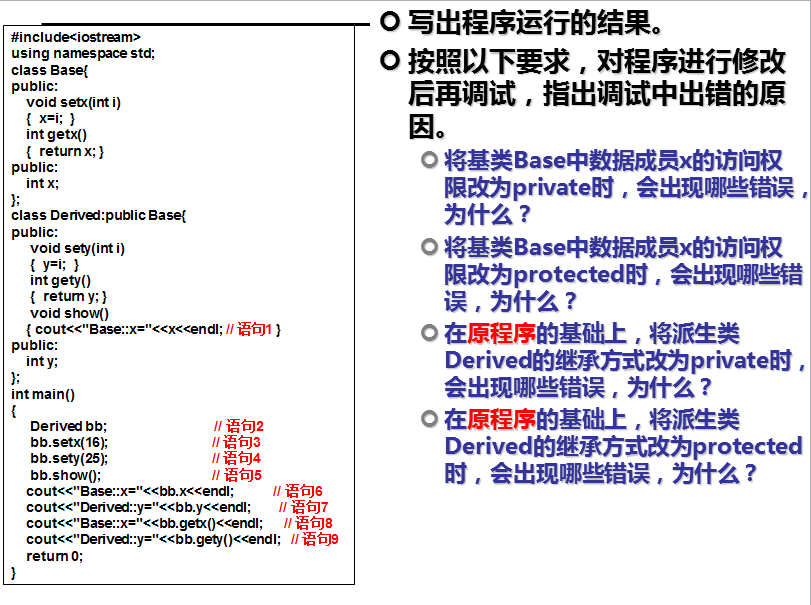 #include<iostream>
using namespace std;
class Base{
public:
void setx(int i)
{ x=i; }
int getx()
{ return x; }
public:
int x;
};
class Derived:public Base{
public:
void sety(int i)
{ y=i; }
int gety()
{ return y; }
void show()
{ cout<<"Base::x="<<x<<endl; // 语句1 }
public:
int y;
};
int main()
{
Derived bb; // 语句2
bb.setx(16); // 语句3
bb.sety(25); // 语句4
bb.show(); // 语句5
cout<<"Base::x="<<bb.x<<endl; // 语句6
cout<<"Derived::y="<<bb.y<<endl; // 语句7
cout<<"Base::x="<<bb.getx()<<endl; // 语句8
cout<<"Derived::y="<<bb.gety()<<endl; // 语句9
return 0;
}
写出程序运行的结果。
按照以下要求，对程序进行修改
后再调试，指出调试中出错的原
因。
将基类Base中数据成员x的访问权
限改为private时，会出现哪些错误，
为什么？
将基类Base中数据成员x的访问权
限改为protected时，会出现哪些错
误，为什么？
在原程序的基础上，将派生类
Derived的继承方式改为private时，
会出现哪些错误，为什么？
在原程序的基础上，将派生类
Derived的继承方式改为protected
时，会出现哪些错误，为什么？